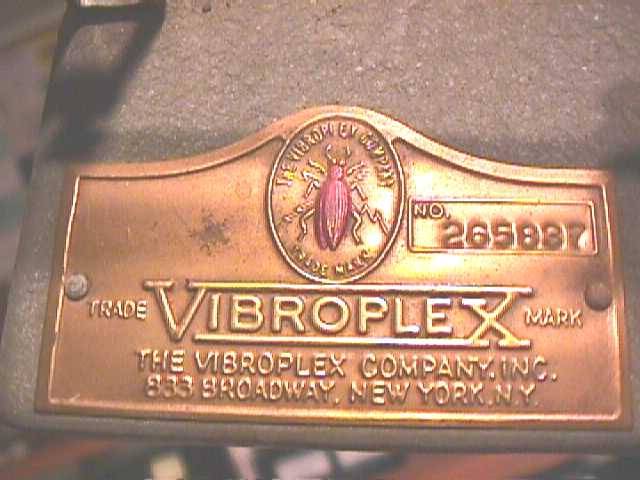 THE VIBROPLEX COMPANY
TRADE MARK
NO. 265837
TRADE VIBROPLEX MARK
THE VIBROPLEX COMPANY, INC.
833 BROADWAY, NEW YORK, N.Y.